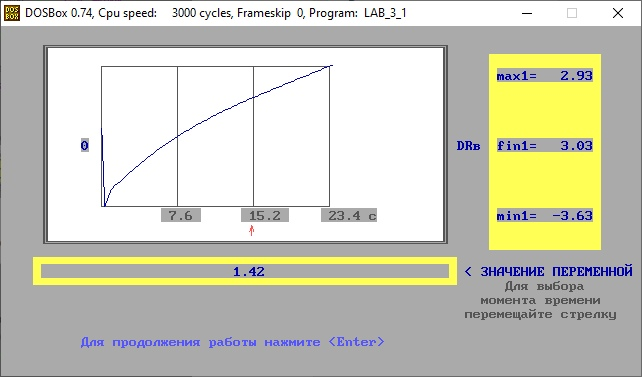 DOS BOX DOSBox 0.74, Cpu speed: 3000 cycles, Frameskip 0, Program: LAB_3_1
max1= 2.93
0 DRв fin1= 3.03
min1= -3.63
7.6 15.2 23.4 с
1.42 < ЗНАЧЕНИЕ ПЕРЕМЕННОЙ
Для выбора
момента времени
перемещайте стрелку
Для продолжения работы нажмите <Enter>